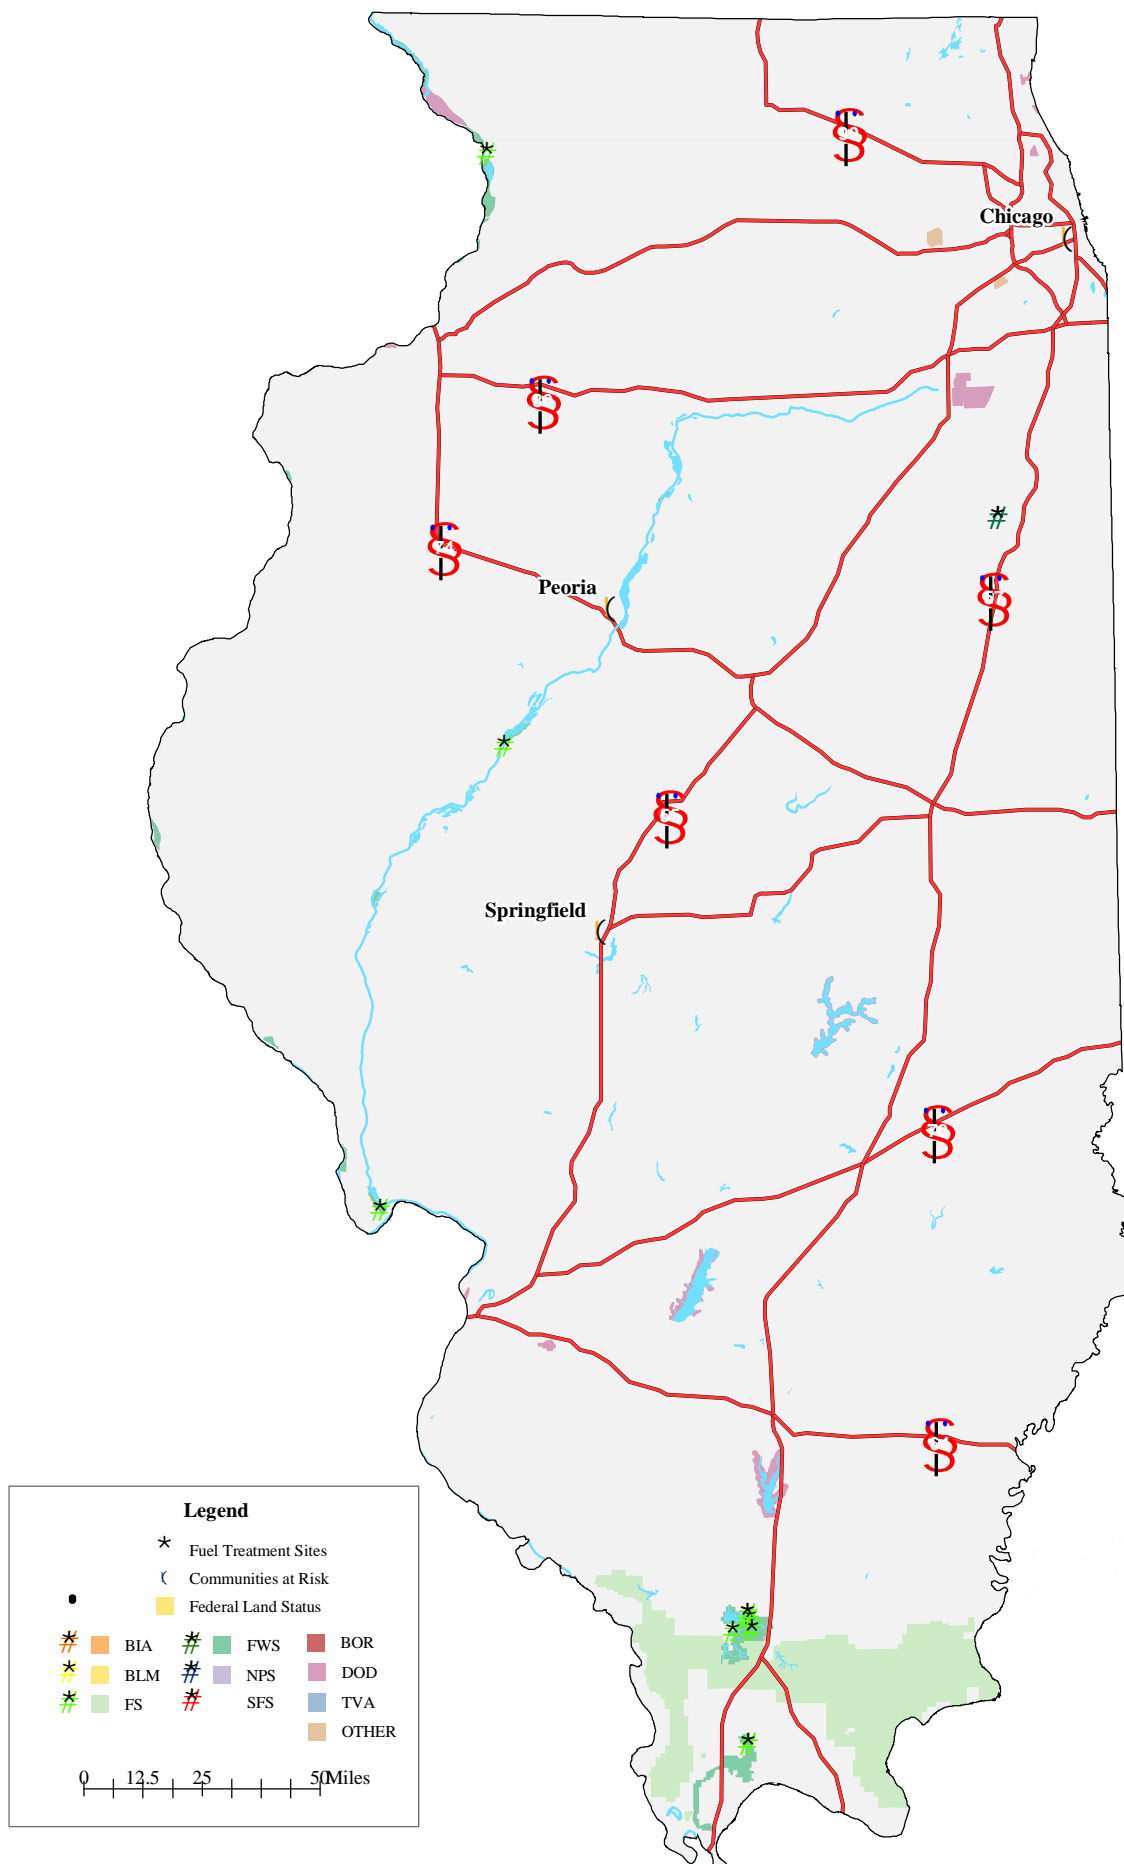 Chicago
Peoria
Springfield
Legend
Fuel Treatment Sites
Communities at Risk
Federal Land Status
BIA FWS BOR
BLM NPS DOD
FS SFS TVA
OTHER
0 12.5 25 50 Miles